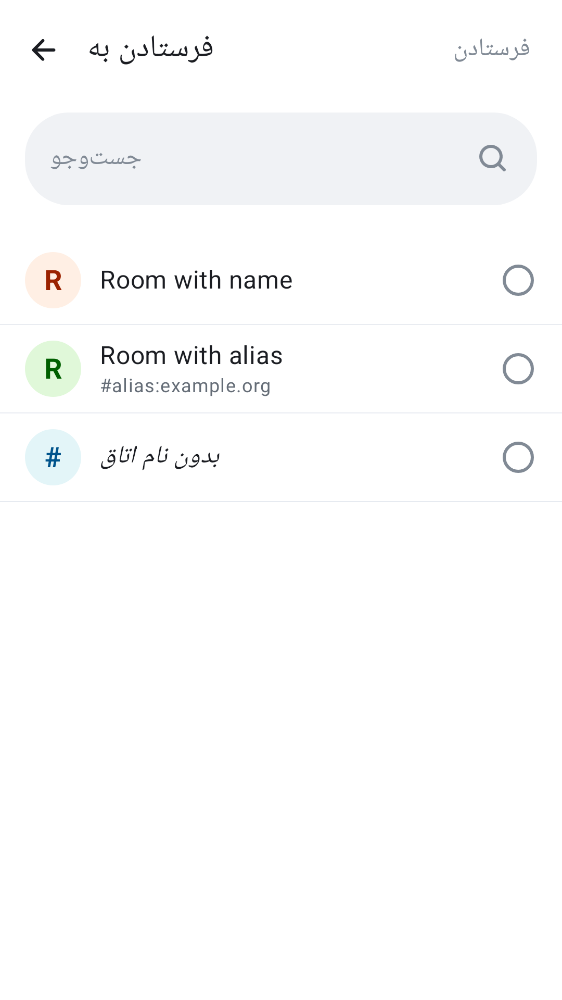 فرستادن به
فرستادن
جست‌وجو
R
Room with name
R
Room with alias
#alias:example.org
#
بدون نام اتاق